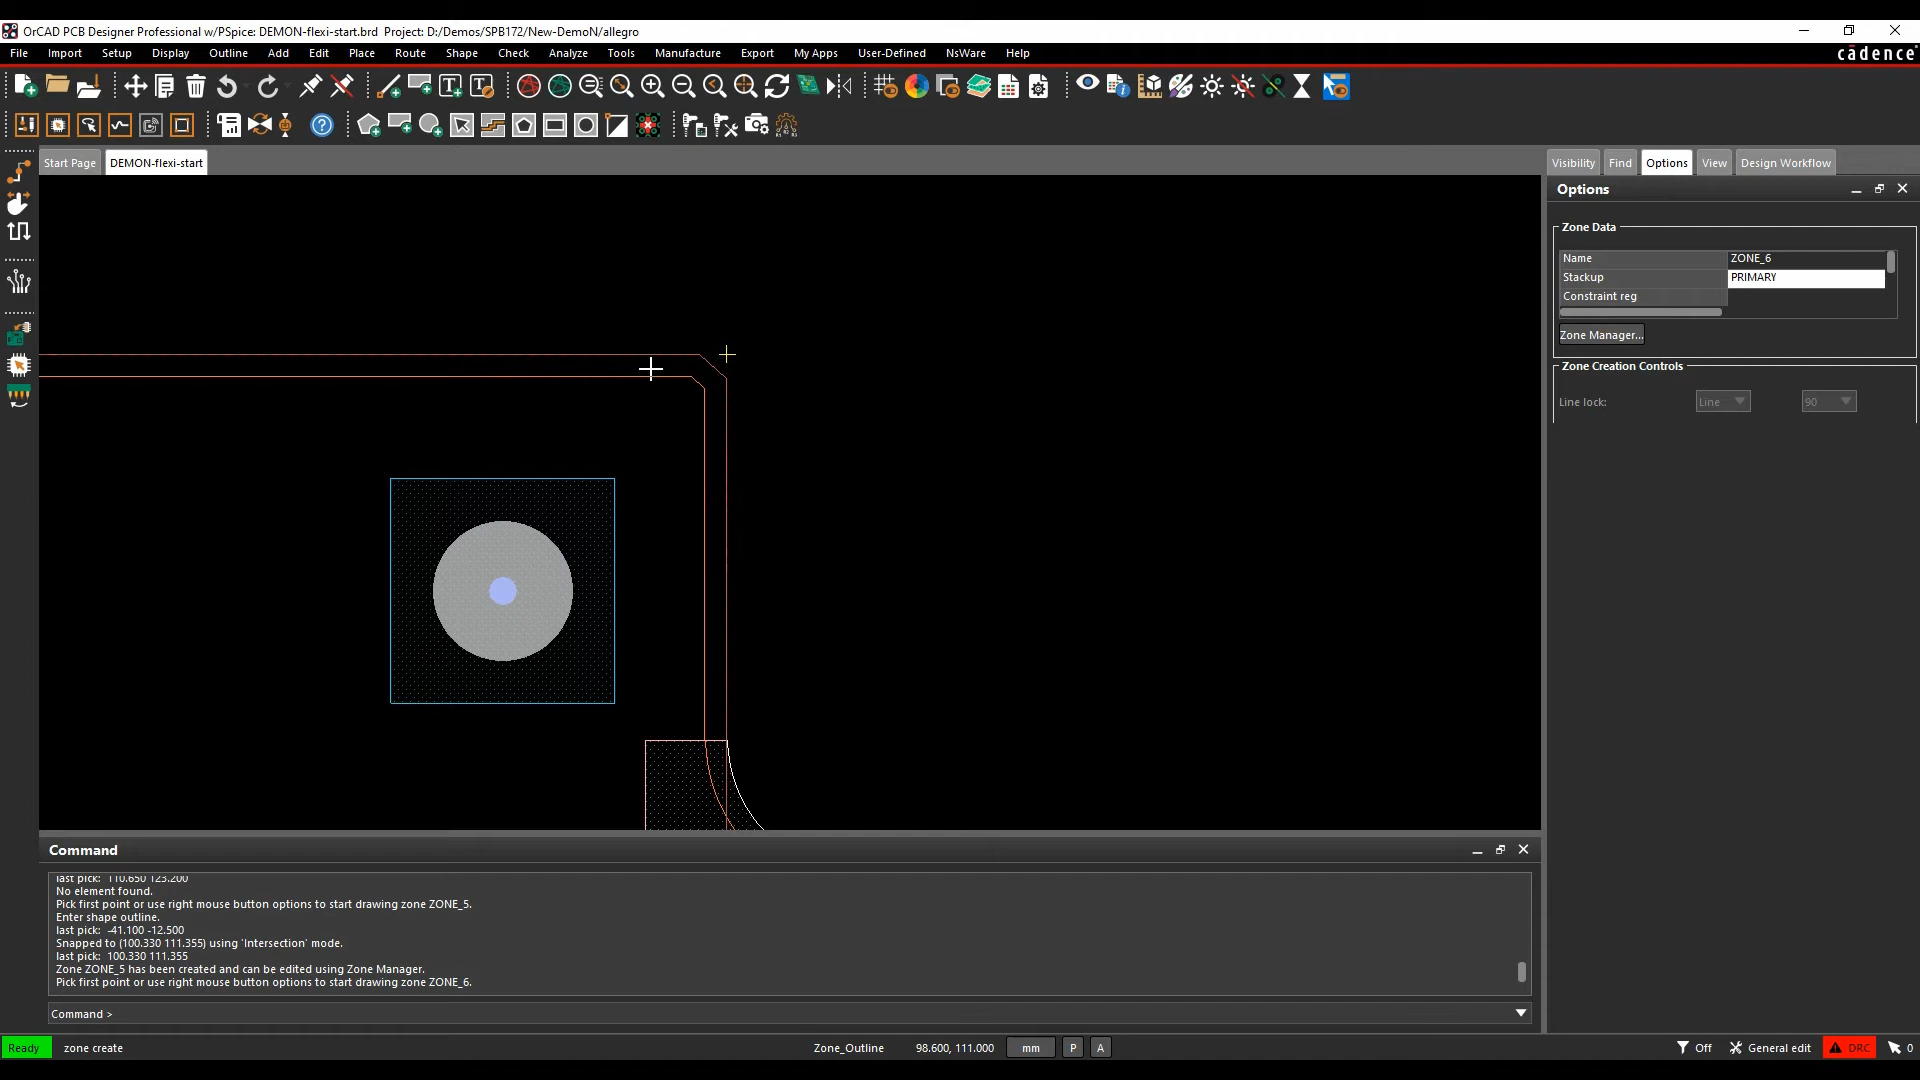 OrCAD PCB Designer Professional w/PSpice: DEMON-flexi-start.brd  Project: D:/Demos/SPB172/New-DemoN/allegro
File Import Setup Display Outline Add Edit Place Route Shape Check Analyze Tools Manufacture Export My Apps User-Defined NsWare Help
cādence
Start Page DEMON-flexi-start
Visibility Find Options View Design Workflow
Options
Zone Data
Name ZONE_6
Stackup PRIMARY
Constraint reg
Zone Manager...
Zone Creation Controls
Line lock: Line 90
Command
last pick:  110.650 123.200
No element found.
Pick first point or use right mouse button options to start drawing zone ZONE_5.
Enter shape outline.
last pick:  -41.100 -12.500
Snapped to (100.330 111.355) using 'Intersection' mode.
last pick:  100.330 111.355
Zone ZONE_5 has been created and can be edited using Zone Manager.
Pick first point or use right mouse button options to start drawing zone ZONE_6.
Command >
Ready zone create Zone_Outline 98.600, 111.000 mm P A Off General edit DRC 0